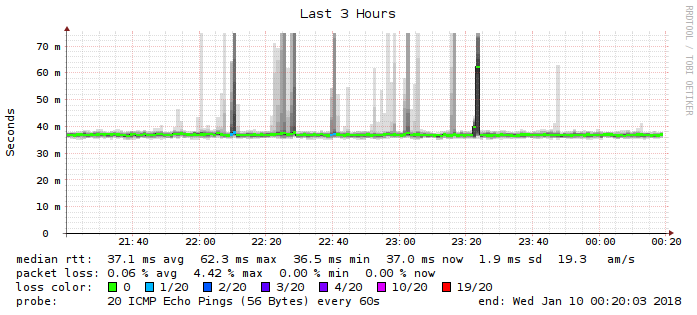 Last 3 Hours
RRDTOOL / TOBI OETIKER
Seconds
70 m
60 m
50 m
40 m
30 m
20 m
10 m
0
21:40 22:00 22:20 22:40 23:00 23:20 23:40 00:00 00:20
median rtt: 37.1 ms avg 62.3 ms max 36.5 ms min 37.0 ms now 1.9 ms sd 19.3 am/s
packet loss: 0.06 % avg 4.42 % max 0.00 % min 0.00 % now
loss color: 0 1/20 2/20 3/20 4/20 10/20 19/20
probe: 20 ICMP Echo Pings (56 Bytes) every 60s end: Wed Jan 10 00:20:03 2018